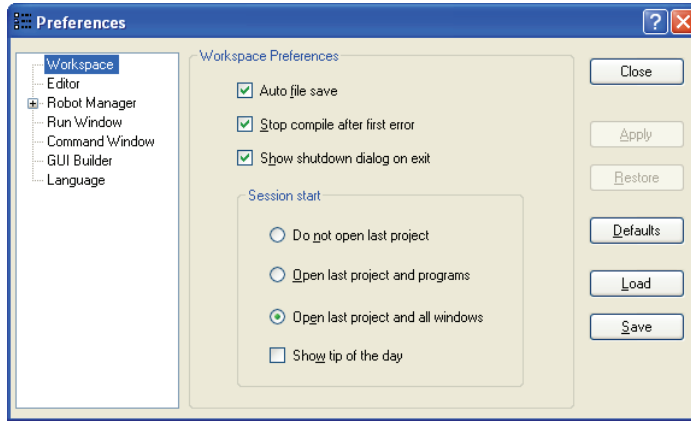 Preferences
Workspace
Editor
Robot Manager
Run Window
Command Window
GUI Builder
Language
Workspace Preferences
Auto file save
Stop compile after first error
Show shutdown dialog on exit
Session start
Do not open last project
Open last project and programs
Open last project and all windows
Show tip of the day
Close
Apply
Restore
Defaults
Load
Save